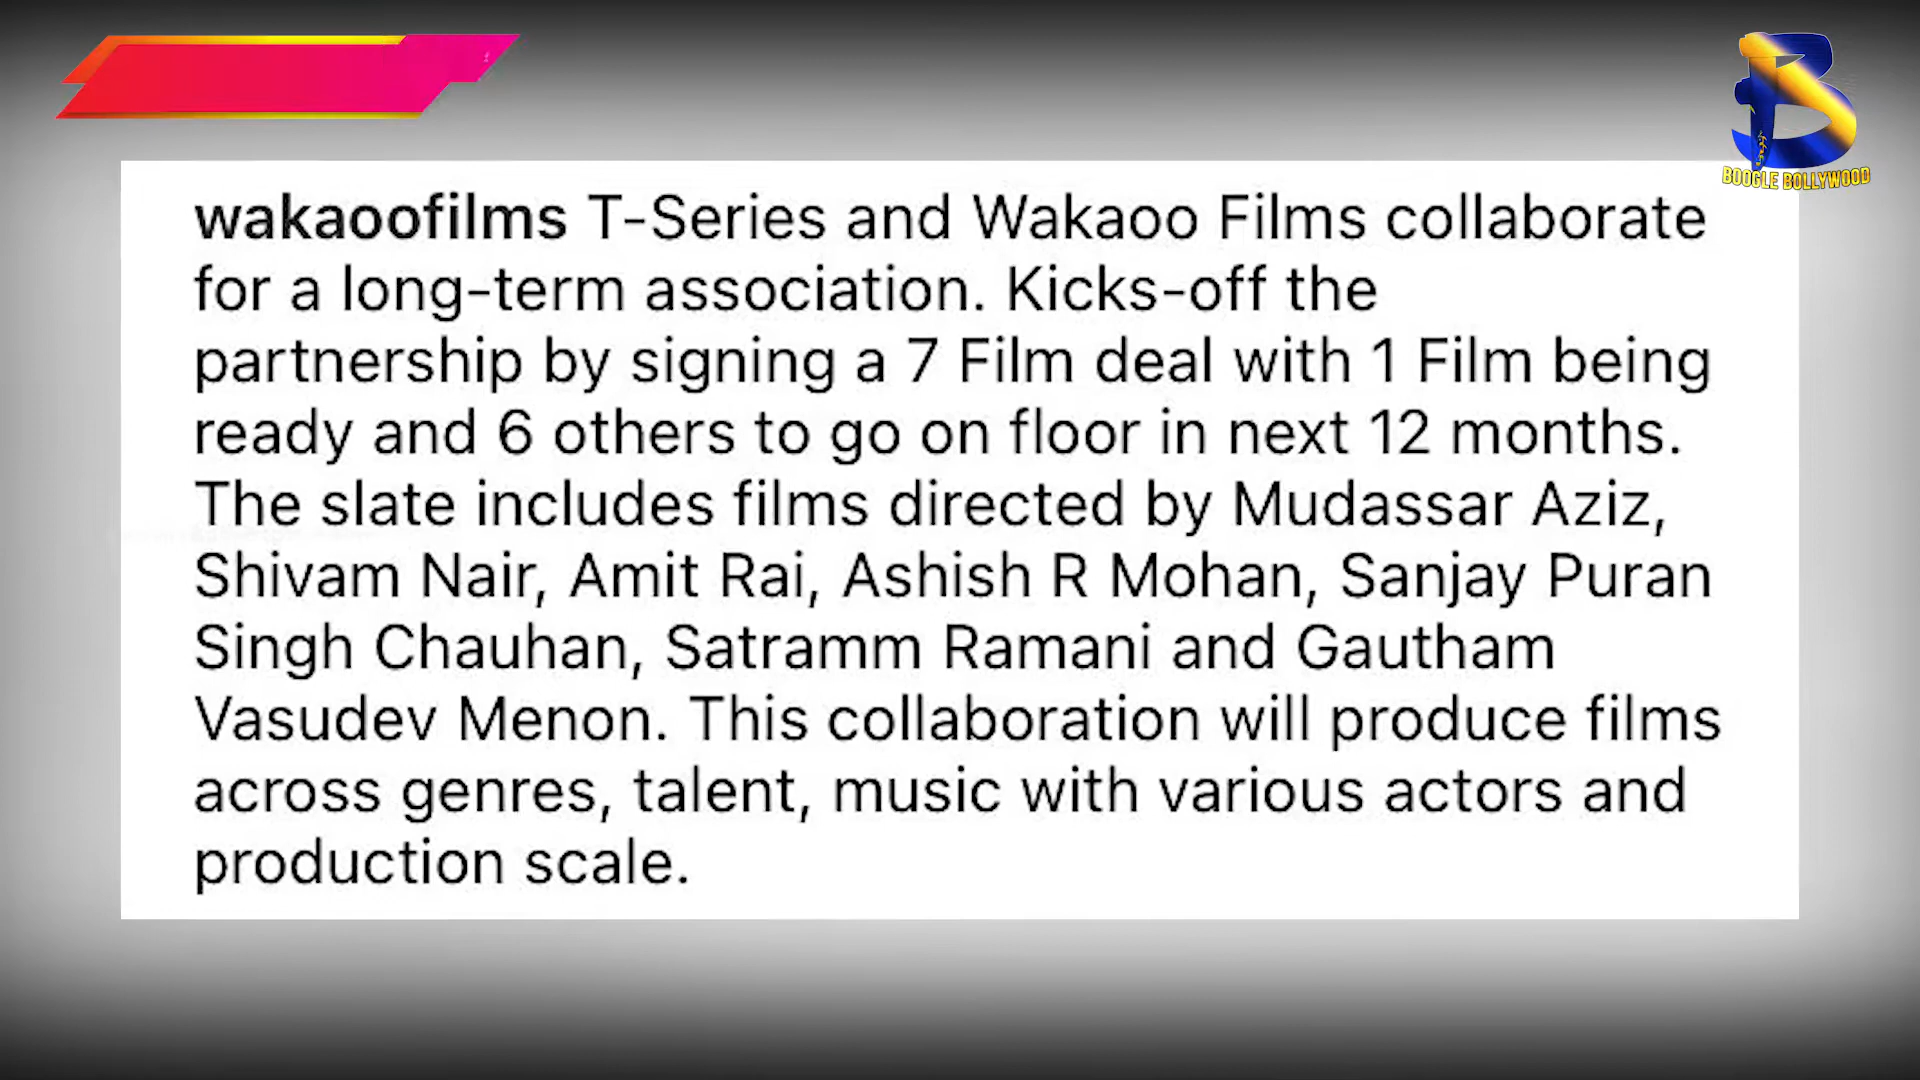 BOOGLE BOLLYWOOD
wakaoofilms T-Series and Wakaoo Films collaborate
for a long-term association. Kicks-off the
partnership by signing a 7 Film deal with 1 Film being
ready and 6 others to go on floor in next 12 months.
The slate includes films directed by Mudassar Aziz,
Shivam Nair, Amit Rai, Ashish R Mohan, Sanjay Puran
Singh Chauhan, Satramm Ramani and Gautham
Vasudev Menon. This collaboration will produce films
across genres, talent, music with various actors and
production scale.